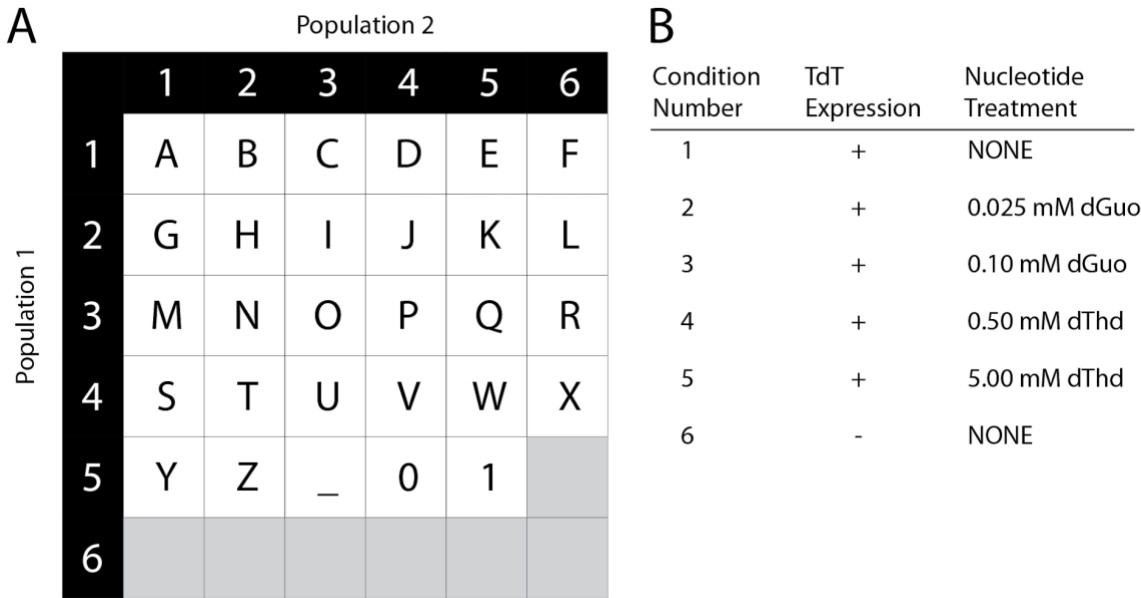 A
Population 2
1 2 3 4 5 6
Population 1
1 A B C D E F
2 G H I J K L
3 M N O P Q R
4 S T U V W X
5 Y Z _ 0 1
6
B
Condition Number TdT Expression Nucleotide Treatment
1 + NONE
2 + 0.025 mM dGuo
3 + 0.10 mM dGuo
4 + 0.50 mM dThd
5 + 5.00 mM dThd
6 - NONE